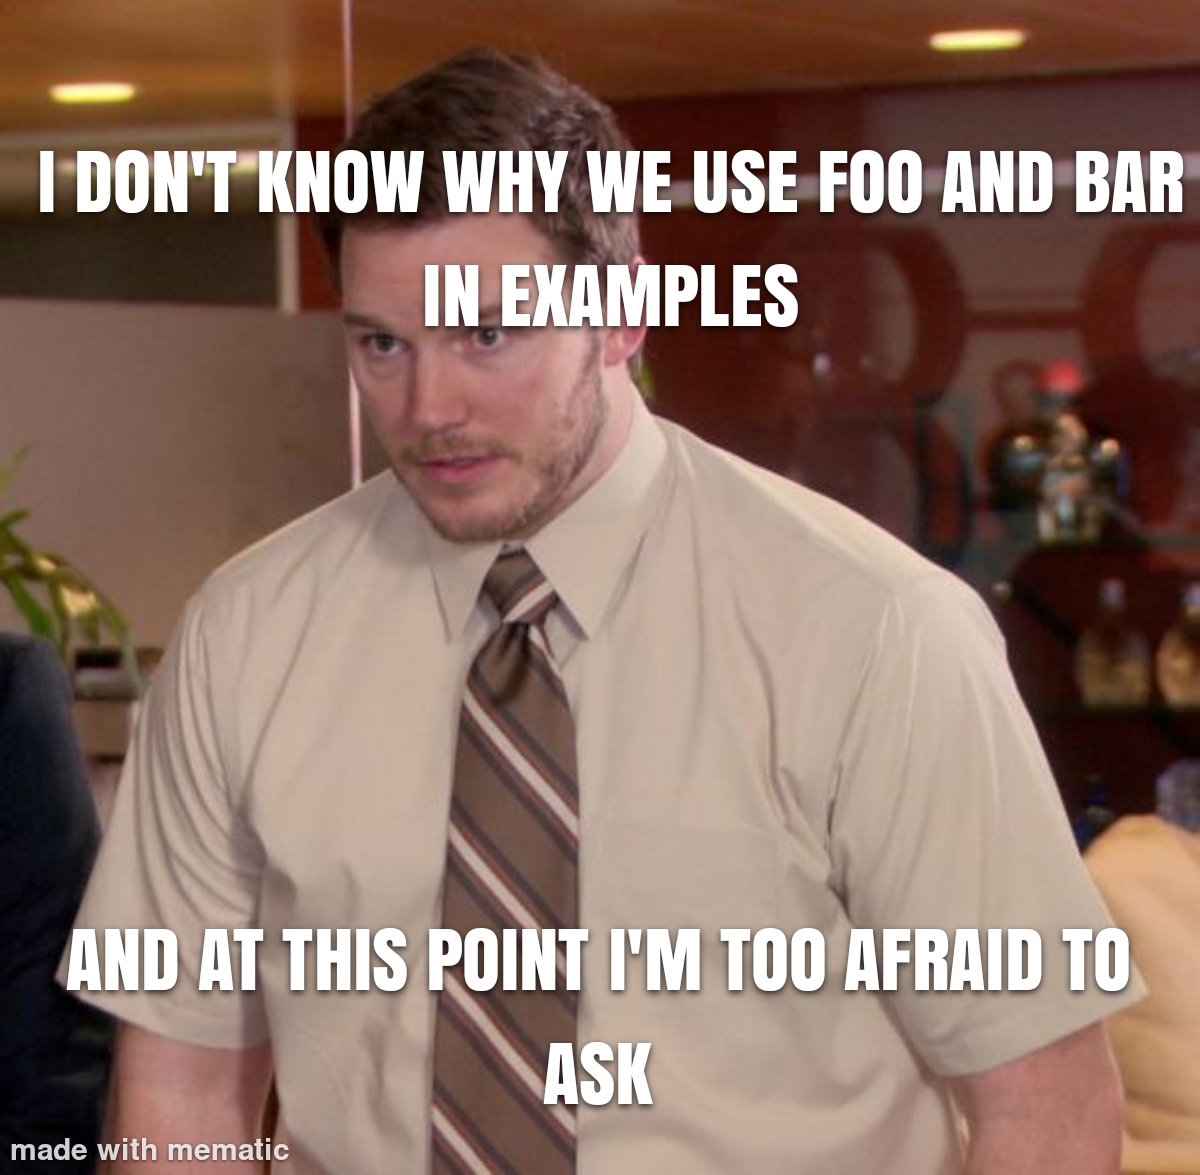 I DON'T KNOW WHY WE USE FOO AND BAR
IN EXAMPLES
AND AT THIS POINT I'M TOO AFRAID TO
ASK
made with mematic